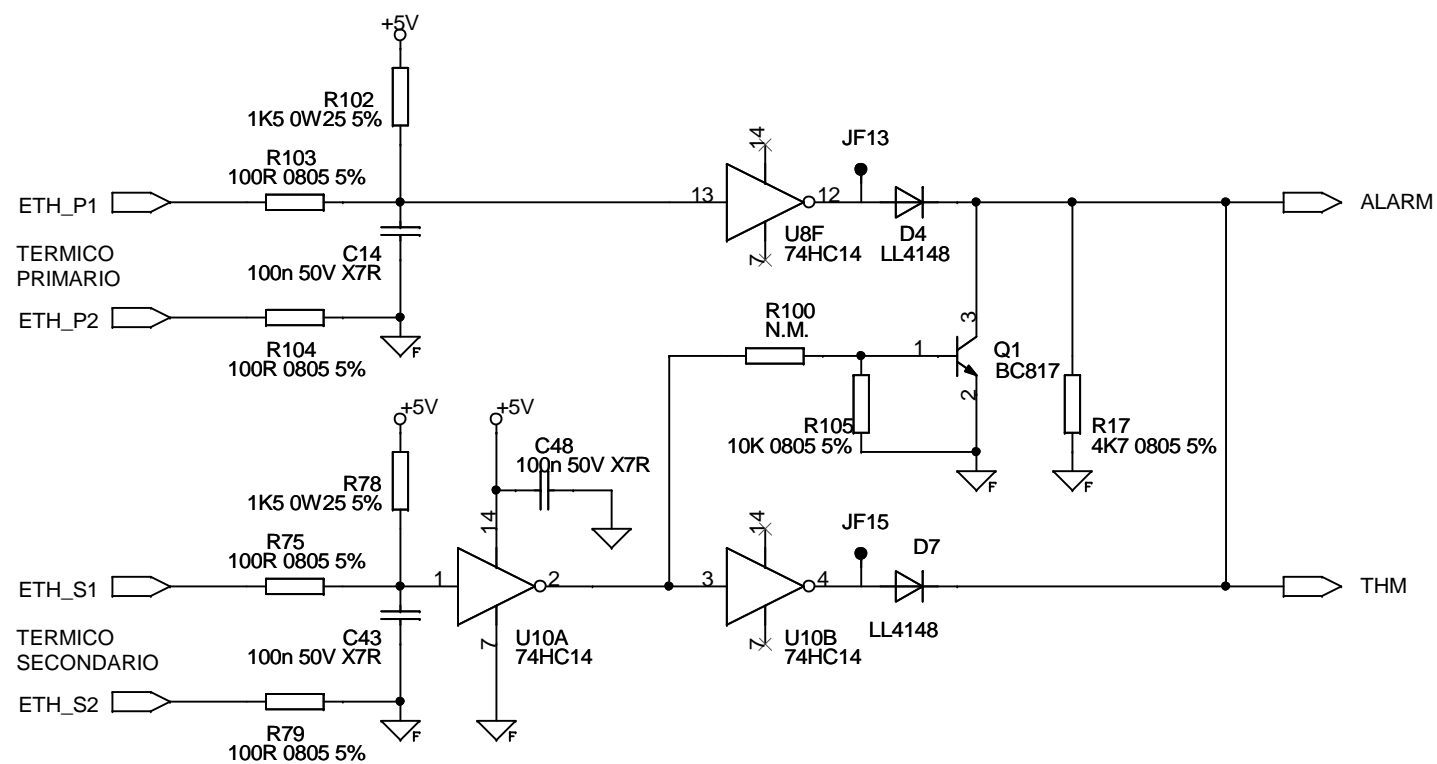 +5V
R102
1K5 0W25 5%
R103
100R 0805 5%
ETH_P1
TERMICO
PRIMARIO
C14
100n 50V X7R
ETH_P2
R104
100R 0805 5%
F
14
13
12
7
U8F
74HC14
JF13
D4
LL4148
ALARM
R100
N.M.
1
3
2
Q1
BC817
R105
10K 0805 5%
F
R17
4K7 0805 5%
F
+5V
R78
1K5 0W25 5%
+5V
C48
100n 50V X7R
R75
100R 0805 5%
ETH_S1
TERMICO
SECONDARIO
C43
100n 50V X7R
ETH_S2
R79
100R 0805 5%
F
14
1
2
7
U10A
74HC14
F
14
3
4
7
U10B
74HC14
JF15
D7
LL4148
THM